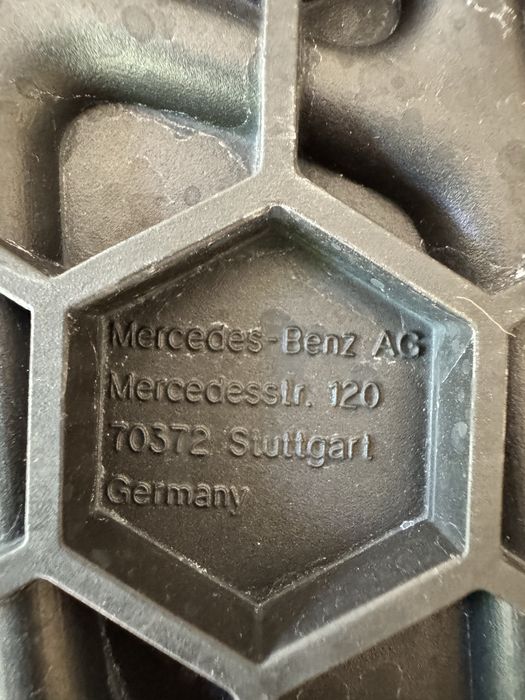 Mercedes-Benz AG
Mercedesstr. 120
70372 Stuttgart
Germany